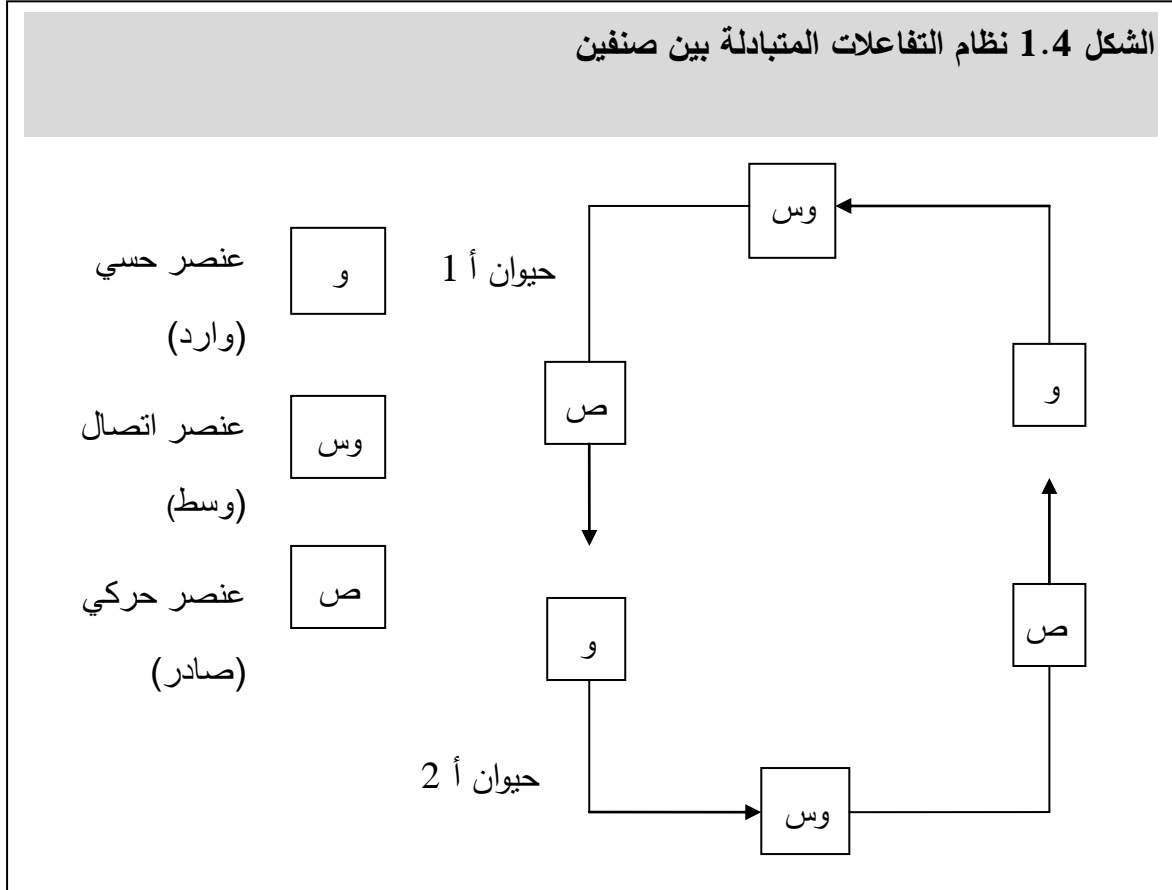 الشكل 1.4 نظام التفاعلات المتبادلة بين صنفين
وس
حيوان أ 1
و
عنصر حسي
(وارد)
و
ص
وس
عنصر اتصال
(وسط)
ص
و
ص
عنصر حركي
(صادر)
حيوان أ 2
وس